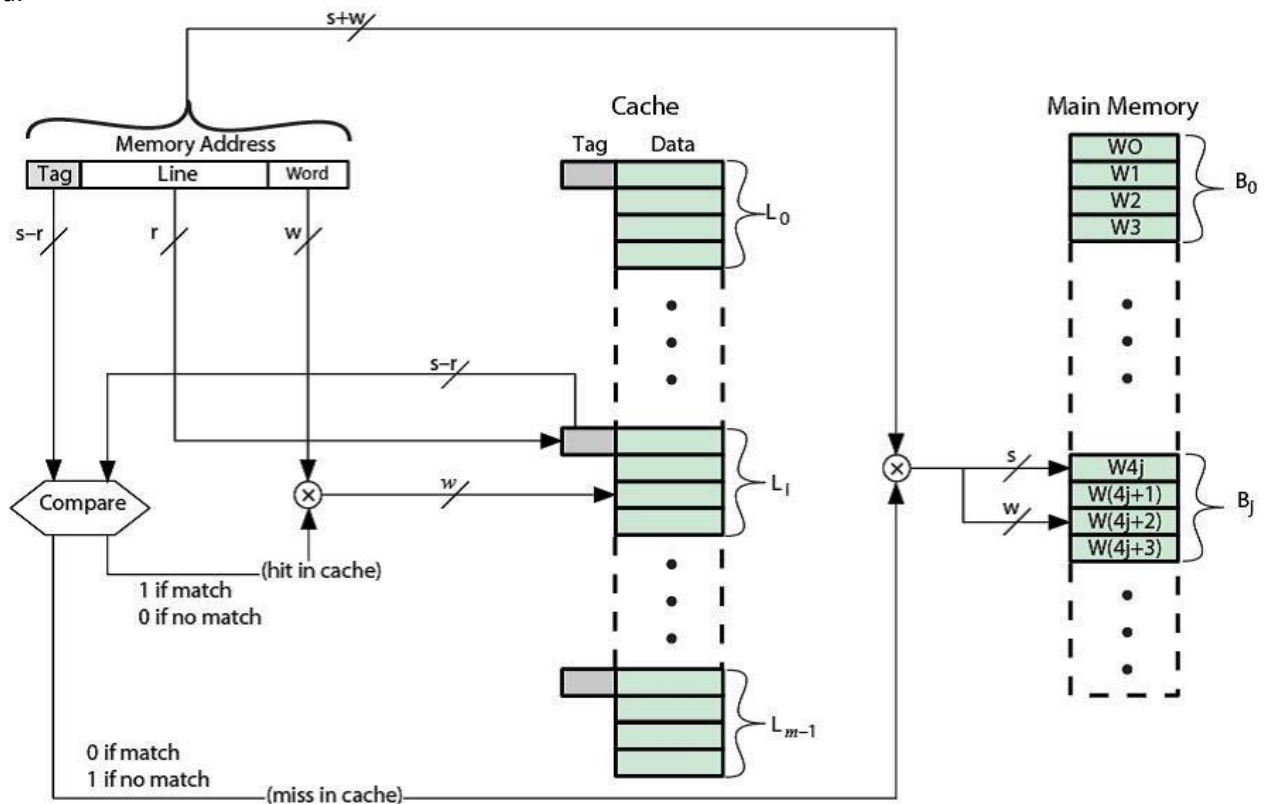 s+w
Cache
Main Memory
Memory Address
Tag Data
Tag Line Word
W0
W1
W2
W3
B0
L0
s–r
r
w
s–r
Compare
w
Li
s
w
W4j
W(4j+1)
W(4j+2)
W(4j+3)
Bj
(hit in cache)
1 if match
0 if no match
Lm–1
0 if match
1 if no match
(miss in cache)